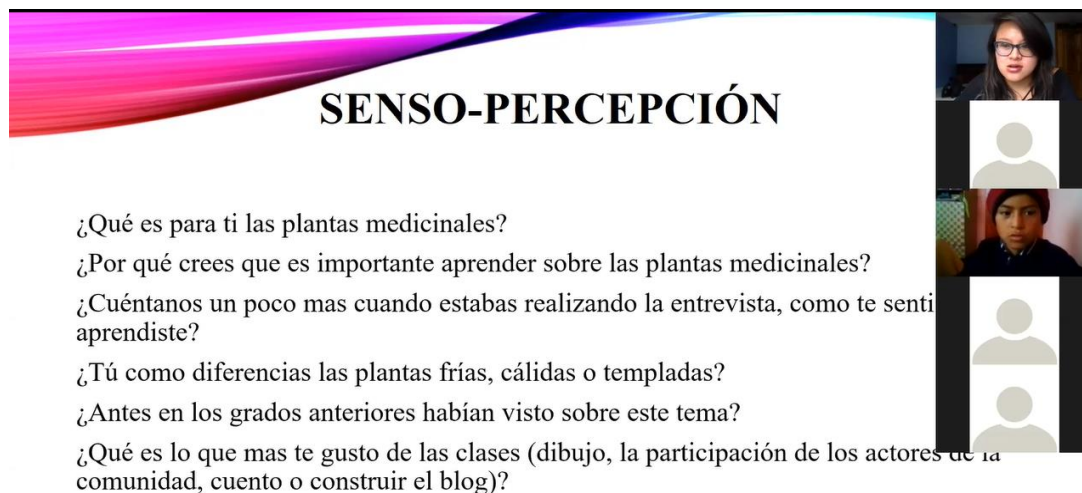 SENSO-PERCEPCIÓN
¿Qué es para ti las plantas medicinales?
¿Por qué crees que es importante aprender sobre las plantas medicinales?
¿Cuéntanos un poco mas cuando estabas realizando la entrevista, como te senti
aprendiste?
¿Tú como diferencias las plantas frías, cálidas o templadas?
¿Antes en los grados anteriores habían visto sobre este tema?
¿Qué es lo que mas te gusto de las clases (dibujo, la participación de los actores de la
comunidad, cuento o construir el blog)?